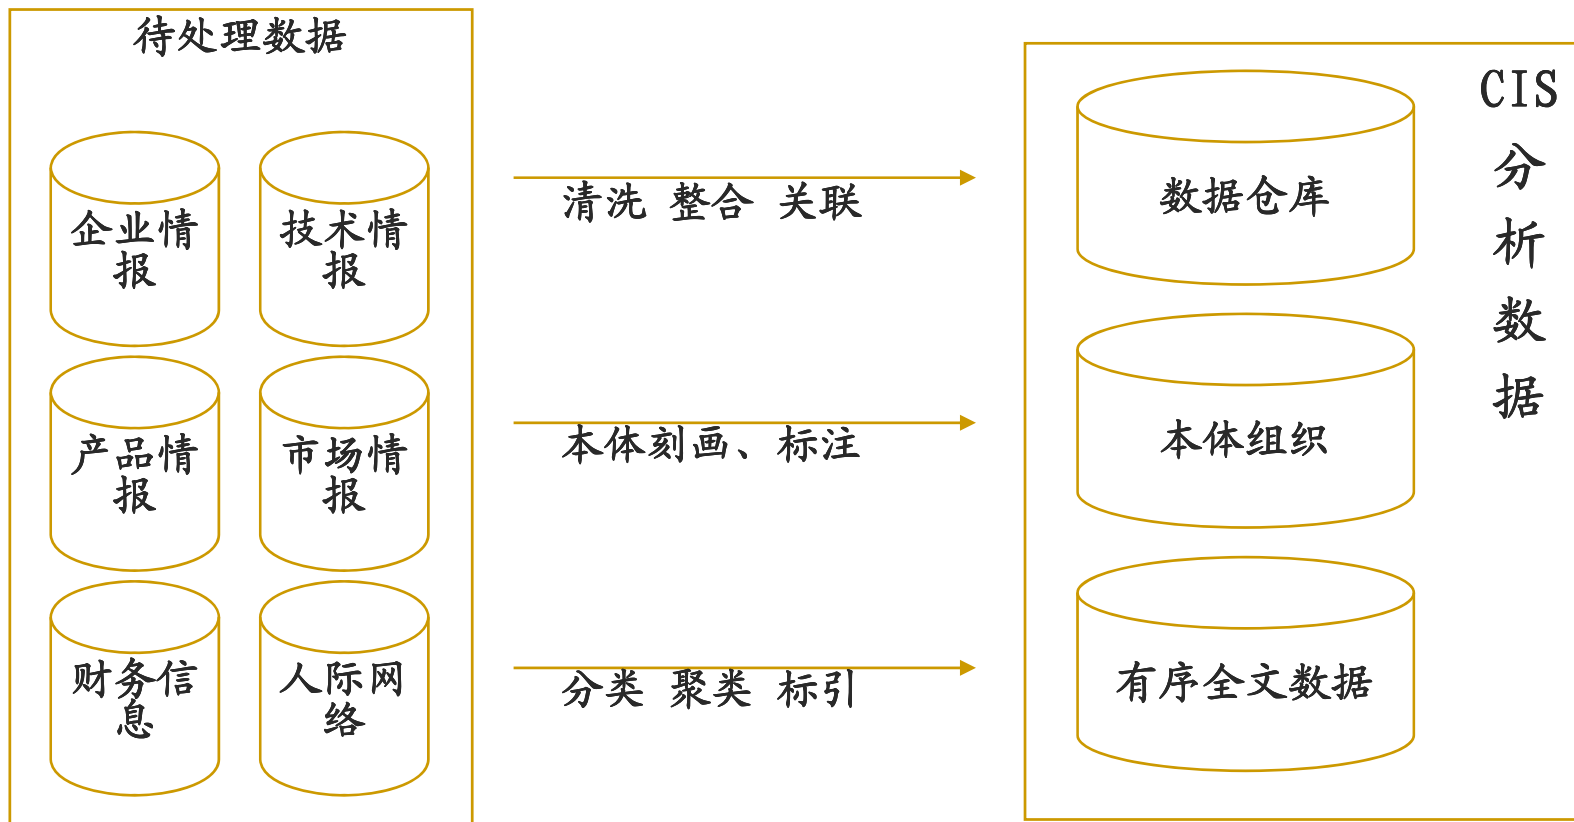 待处理数据
企业情
报
技术情
报
产品情
报
市场情
报
财务信
息
人际网
络
清洗 整合 关联
本体刻画、标注
分类 聚类 标引
数据仓库
本体组织
有序全文数据
CIS
分
析
数
据